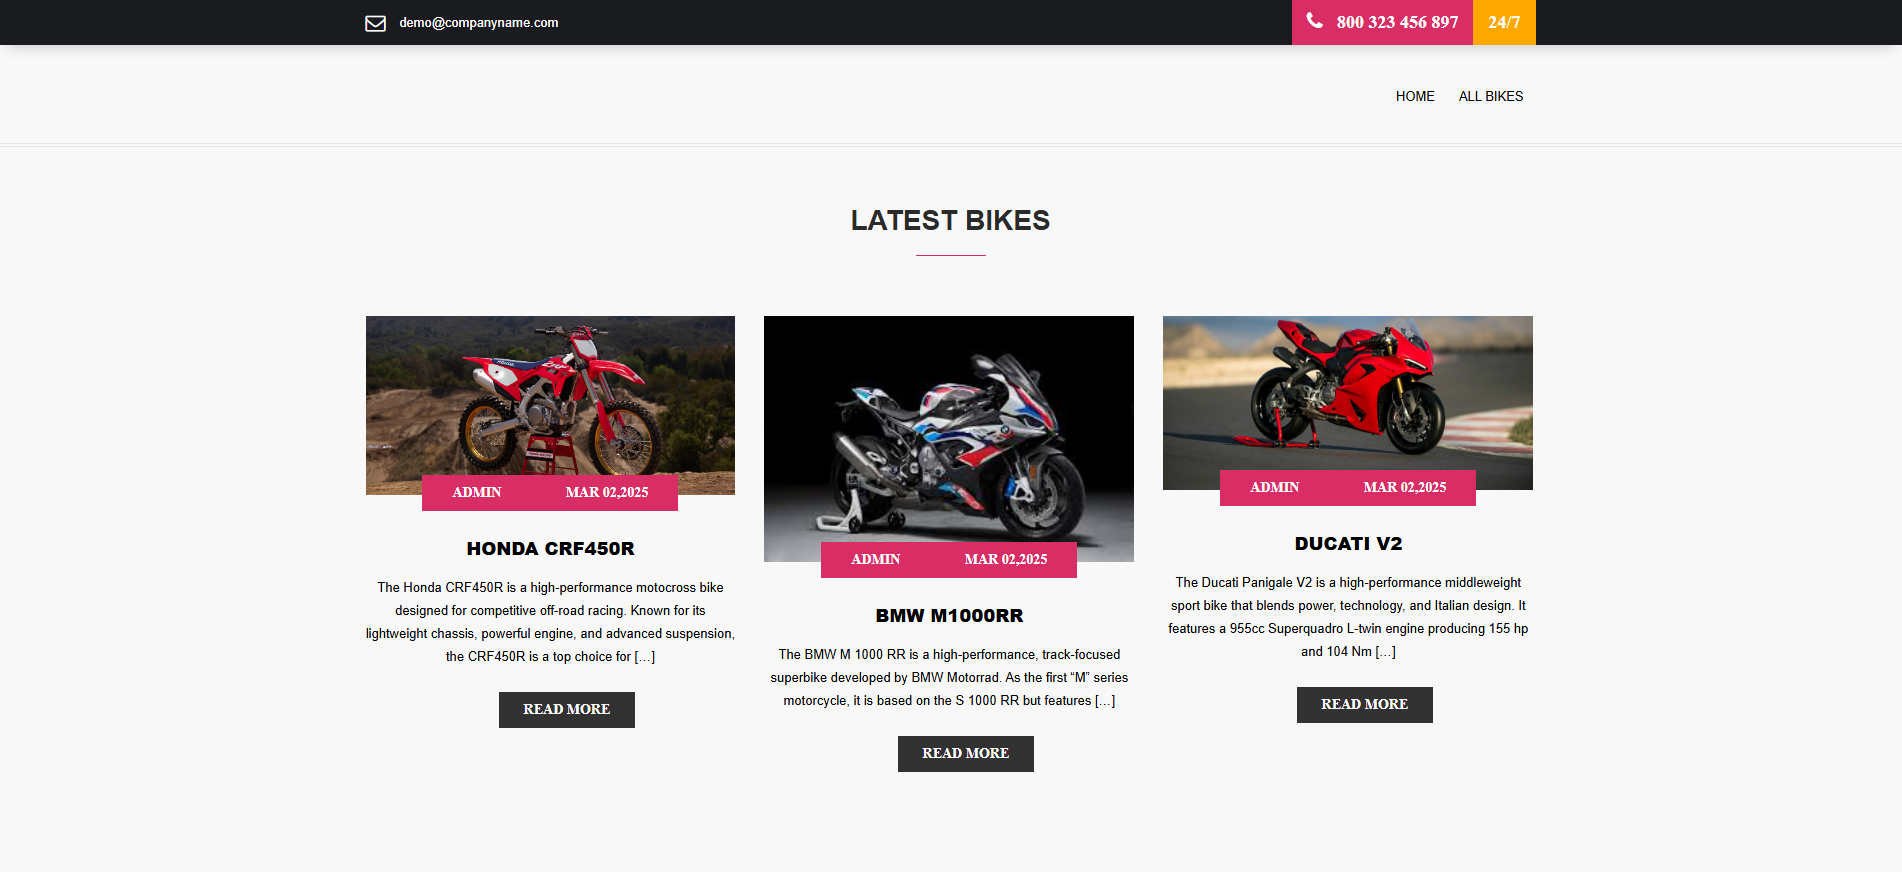 demo@companyname.com
800 323 456 897
24/7
HOME
ALL BIKES
LATEST BIKES
ADMIN
MAR 02,2025
HONDA CRF450R
The Honda CRF450R is a high-performance motocross bike
designed for competitive off-road racing. Known for its
lightweight chassis, powerful engine, and advanced suspension,
the CRF450R is a top choice for […]
READ MORE
ADMIN
MAR 02,2025
BMW M1000RR
The BMW M 1000 RR is a high-performance, track-focused
superbike developed by BMW Motorrad. As the first “M” series
motorcycle, it is based on the S 1000 RR but features […]
READ MORE
ADMIN
MAR 02,2025
DUCATI V2
The Ducati Panigale V2 is a high-performance middleweight
sport bike that blends power, technology, and Italian design. It
features a 955cc Superquadro L-twin engine producing 155 hp
and 104 Nm […]
READ MORE